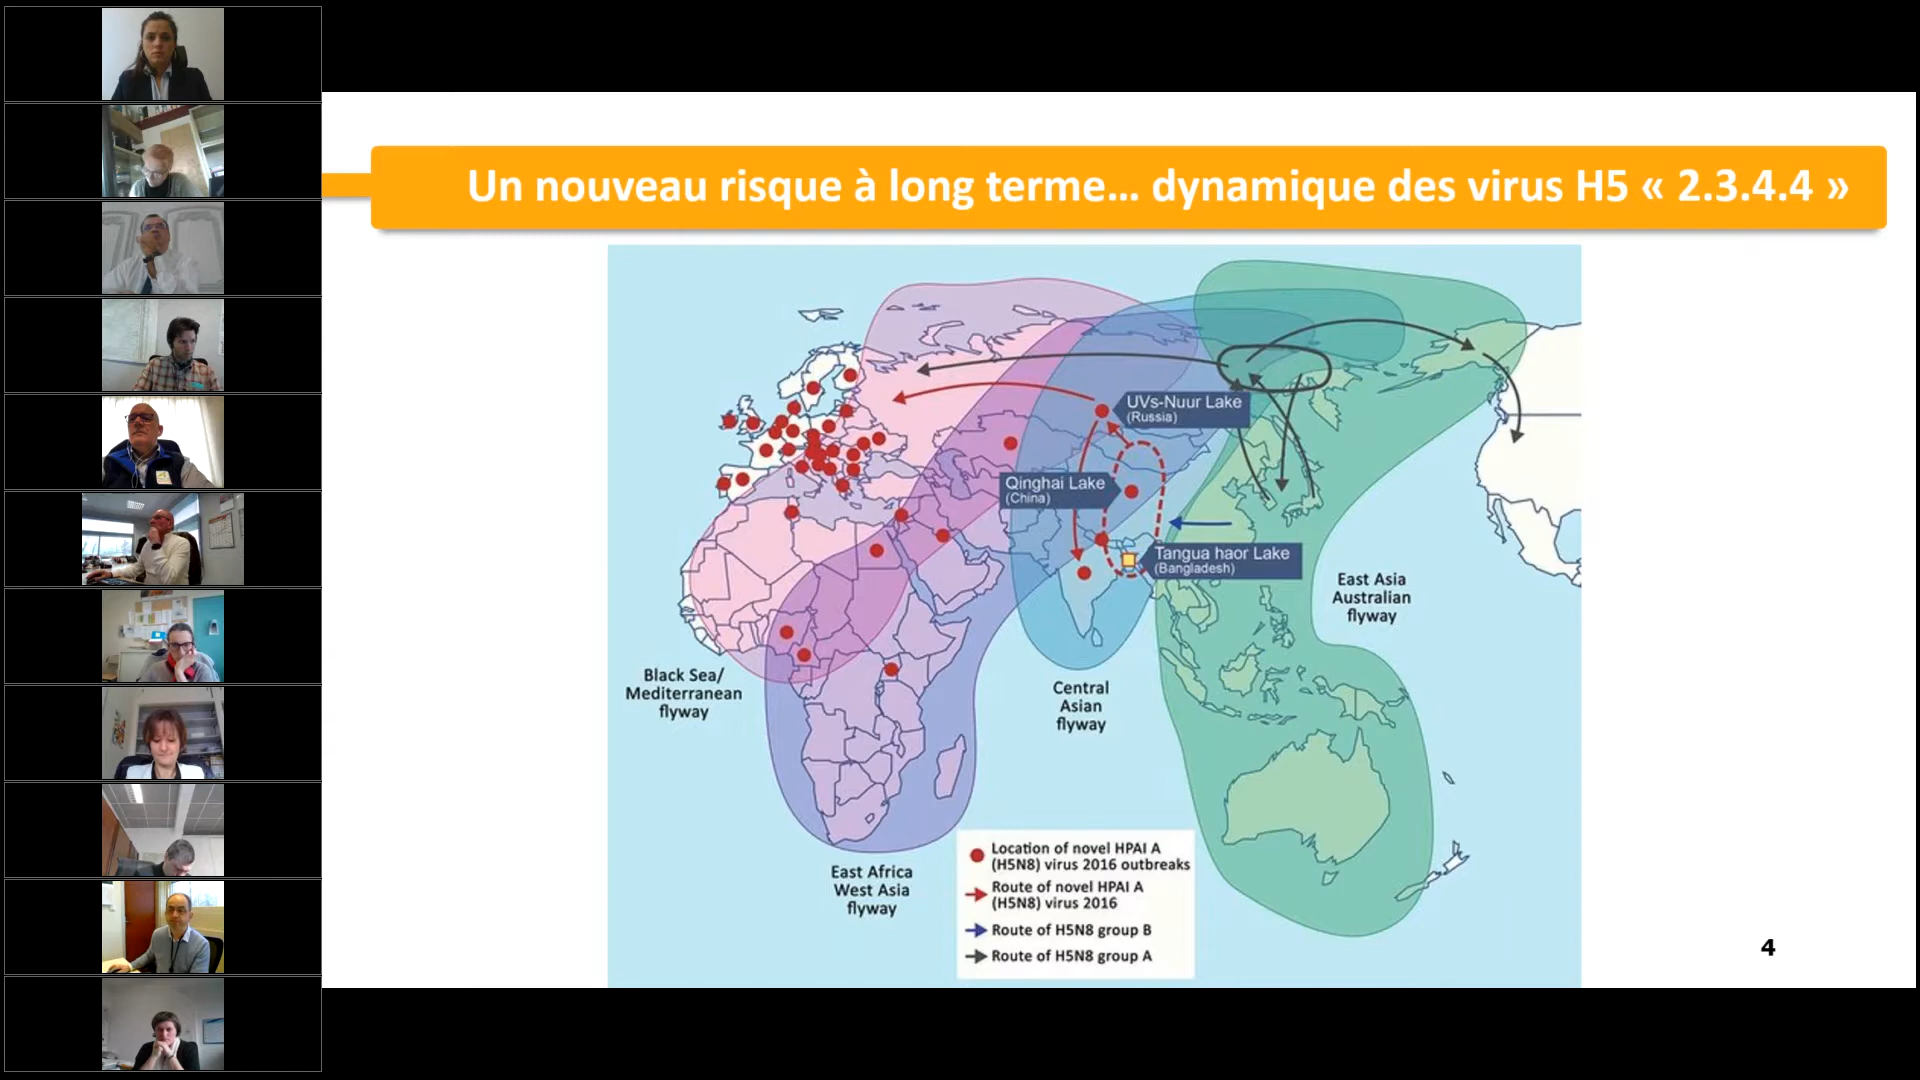 Un nouveau risque à long terme... dynamique des virus H5 « 2.3.4.4 »
UVs-Nuur Lake
(Russia)
Qinghai Lake
(China)
Tangua haor Lake
(Bangladesh)
East Asia
Australian
flyway
Black Sea/
Mediterranean
flyway
Central
Asian
flyway
East Africa
West Asia
flyway
Location of novel HPAI A
(H5N8) virus 2016 outbreaks
Route of novel HPAI A
(H5N8) virus 2016
Route of H5N8 group B
Route of H5N8 group A
4